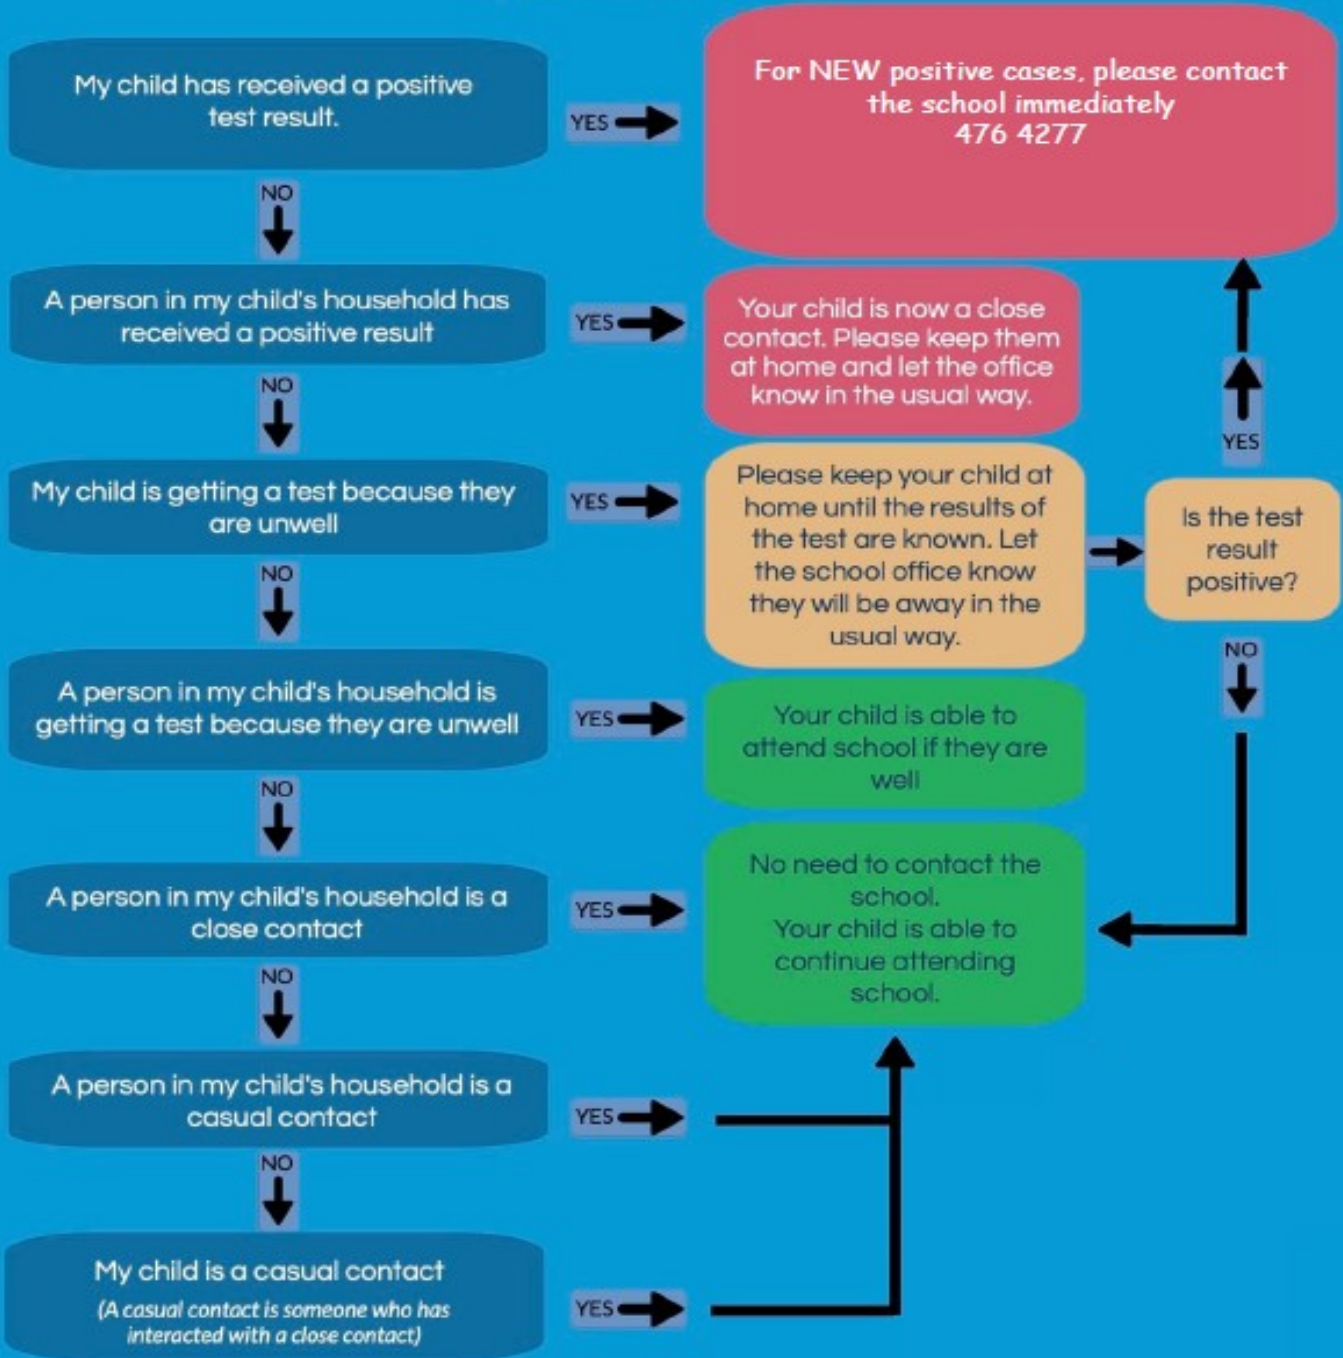 My child has received a positive
test result.
YES
For NEW positive cases, please contact
the school immediately
476 4277
NO
A person in my child's household has
received a positive result
YES
Your child is now a close
contact. Please keep them
at home and let the office
know in the usual way.
NO
My child is getting a test because they
are unwell
YES
Please keep your child at
home until the results of
the test are known. Let
the school office know
they will be away in the
usual way.
Is the test
result
positive?
YES
NO
NO
A person in my child's household is
getting a test because they are unwell
YES
Your child is able to
attend school if they are
well
NO
A person in my child's household is a
close contact
YES
No need to contact the
school.
Your child is able to
continue attending
school.
NO
A person in my child's household is a
casual contact
YES
NO
My child is a casual contact
(A casual contact is someone who has
interacted with a close contact)
YES